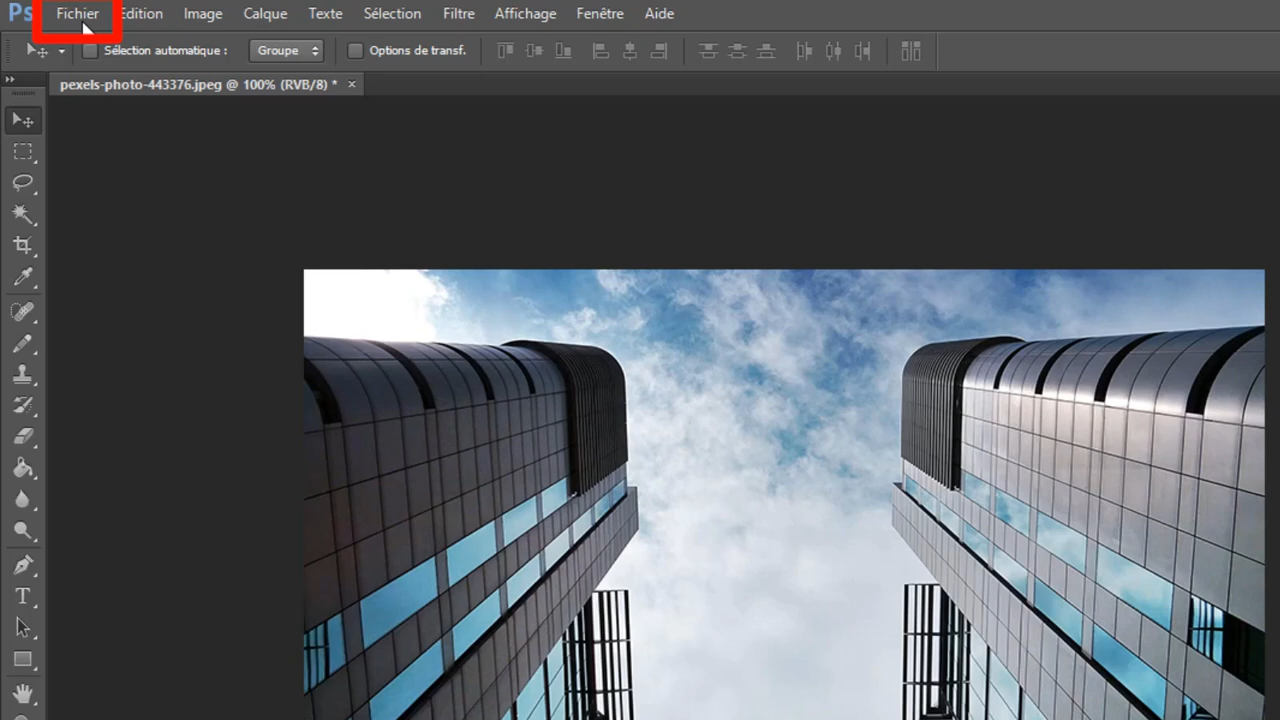 Ps Fichier Edition Image Calque Texte Sélection Filtre Affichage Fenêtre Aide
Sélection automatique : Groupe Options de transf.
pexels-photo-443376.jpeg @ 100% (RVB/8) * ×
T